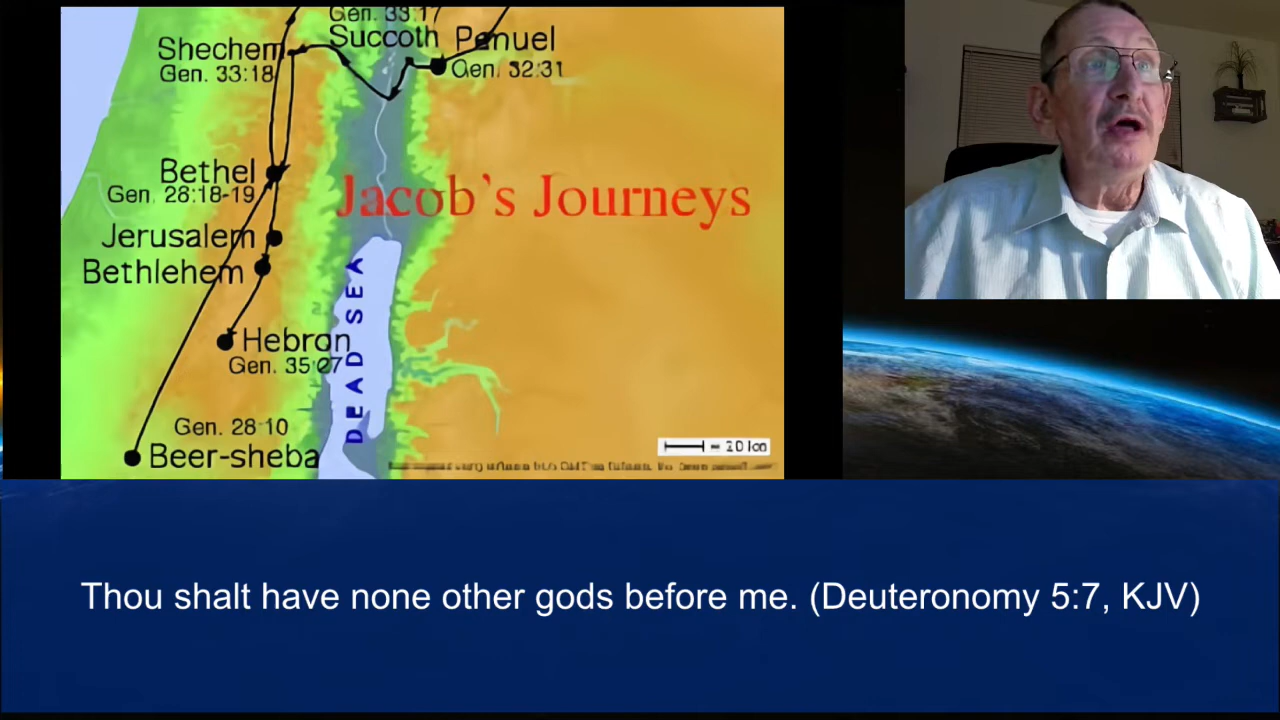 Gen. 33:17
Succoth
Penuel
Gen. 32:31
Shechem
Gen. 33:18
Bethel
Gen. 28:18-19
Jacob's Journeys
Jerusalem
Bethlehem
DEAD SEA
Hebron
Gen. 35:27
Gen. 28:10
Beer-sheba
Thou shalt have none other gods before me. (Deuteronomy 5:7, KJV)